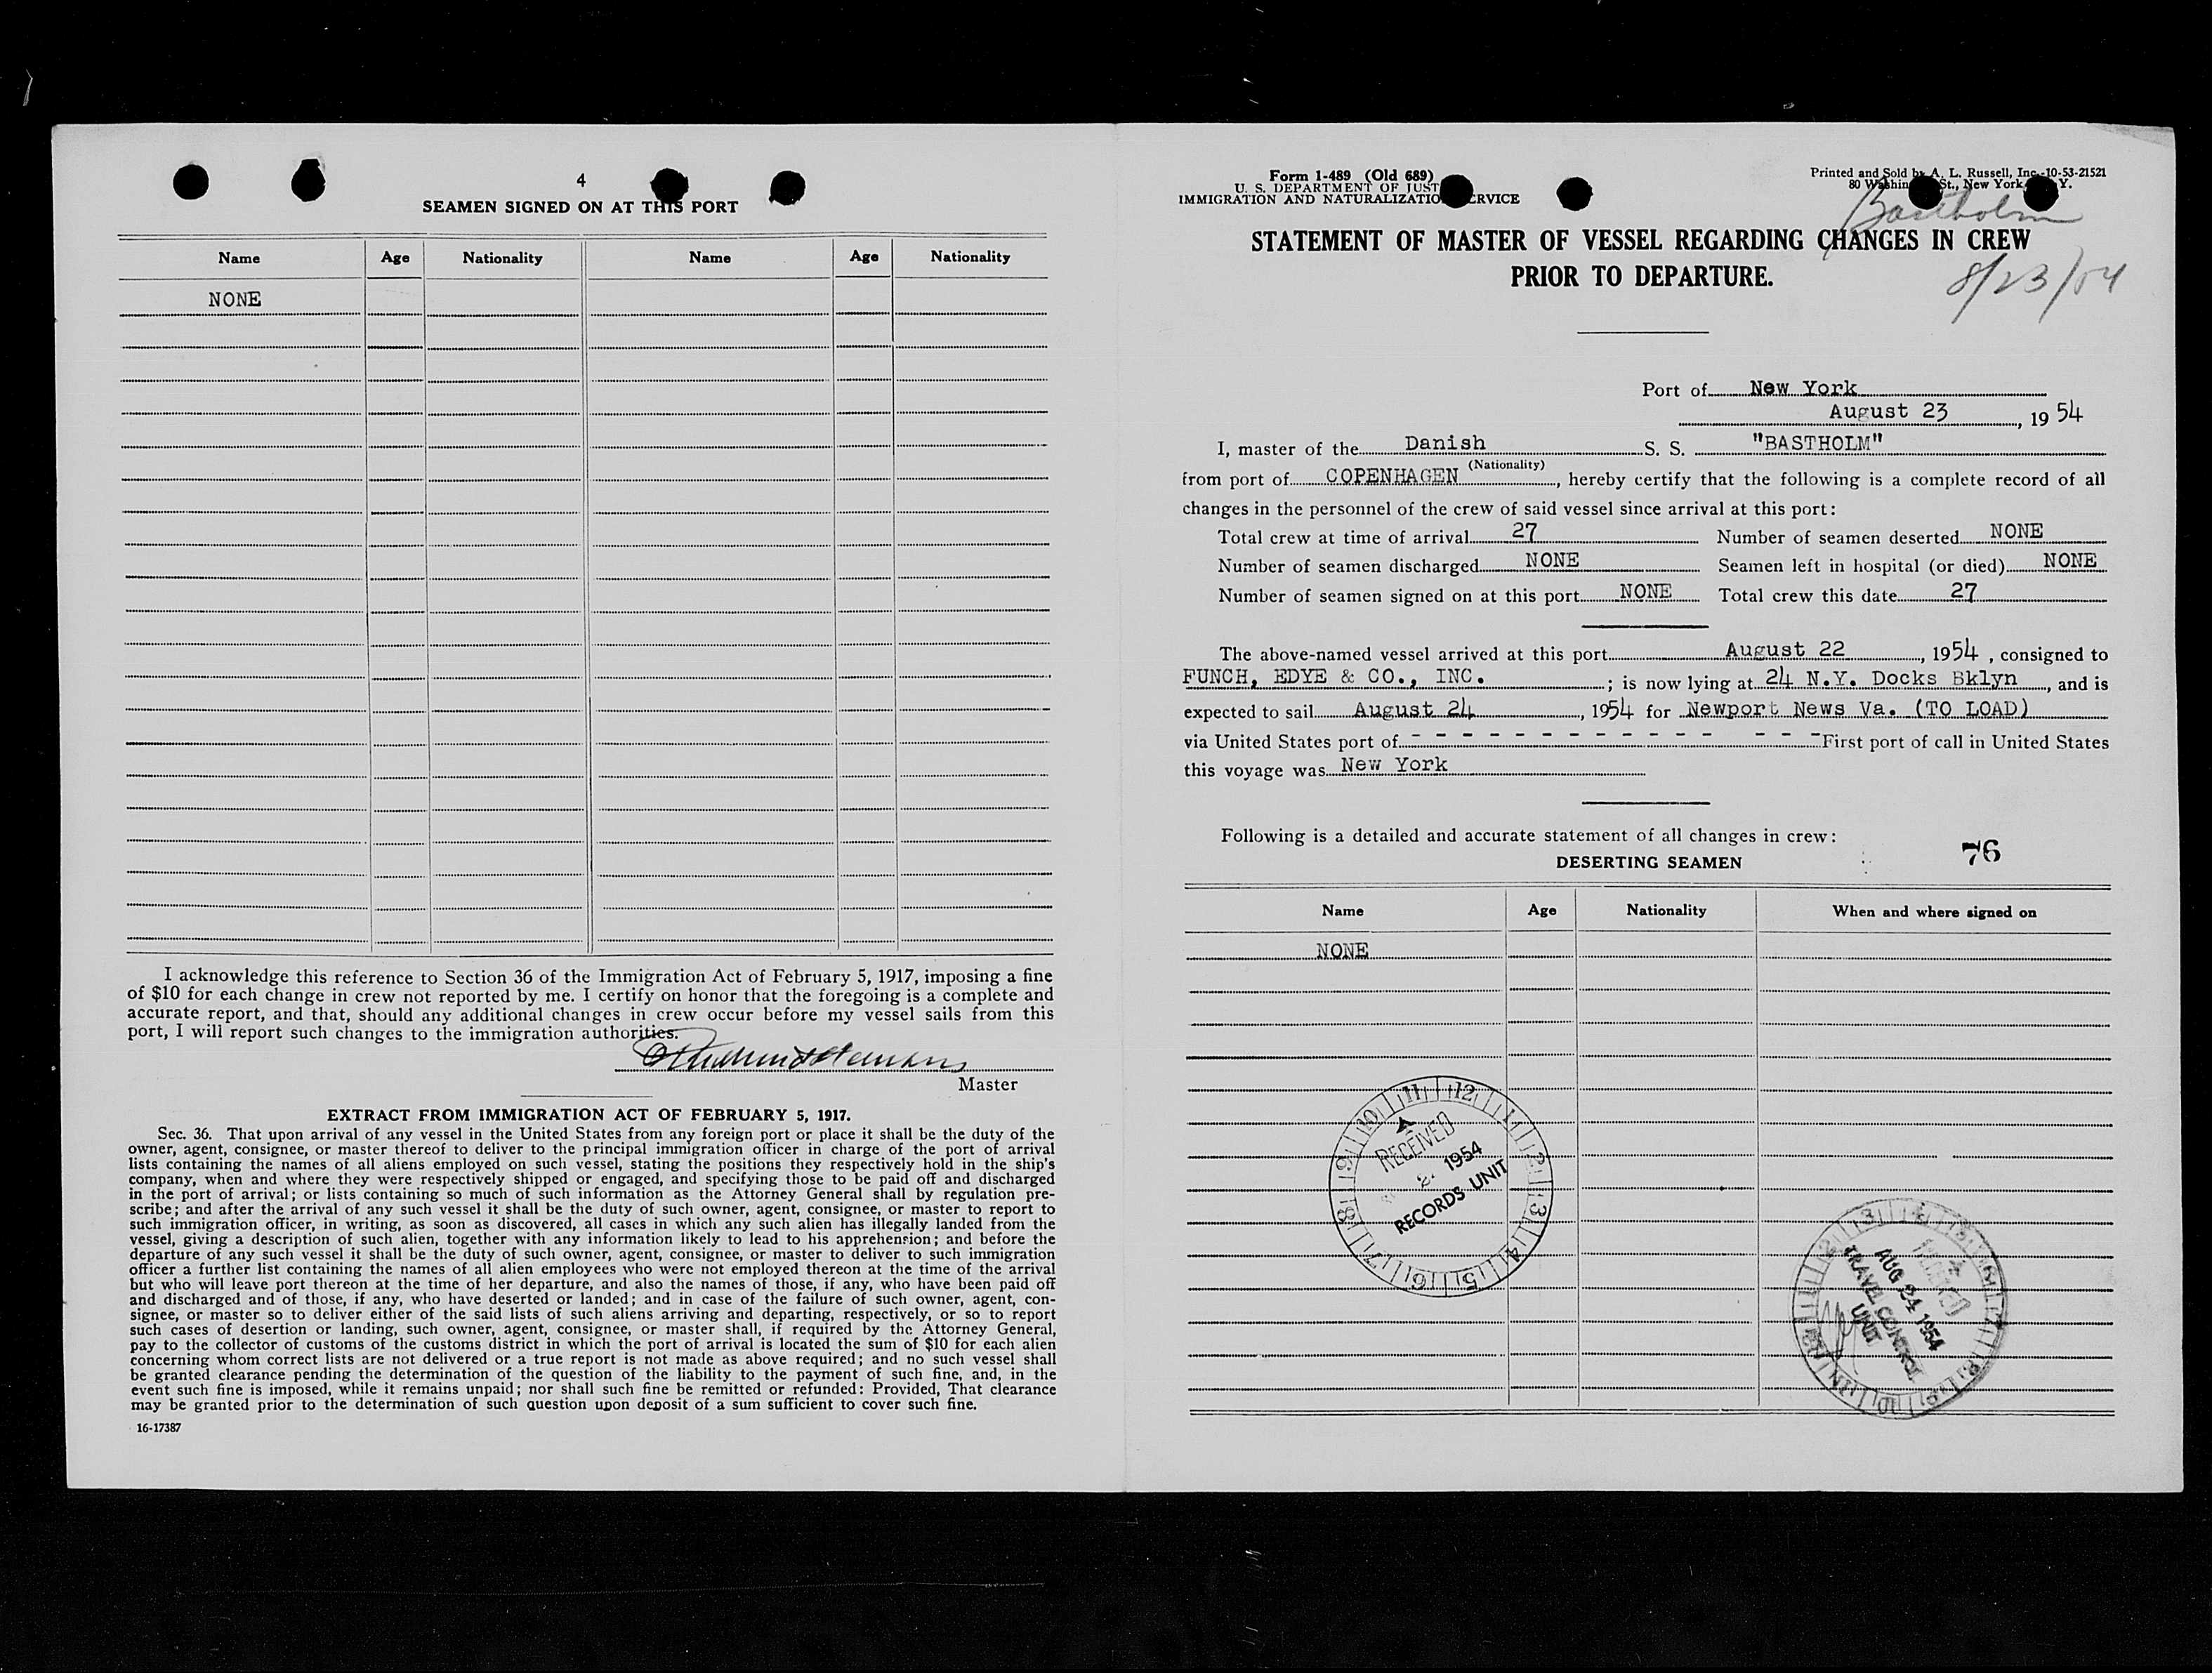 4
SEAMEN SIGNED ON AT THIS PORT
Name Age Nationality Name Age Nationality
NONE
I acknowledge this reference to Section 36 of the Immigration Act of February 5, 1917, imposing a fine
of $10 for each change in crew not reported by me. I certify on honor that the foregoing is a complete and
accurate report, and that, should any additional changes in crew occur before my vessel sails from this
port, I will report such changes to the immigration authorities.
Master
EXTRACT FROM IMMIGRATION ACT OF FEBRUARY 5, 1917.
Sec. 36. That upon arrival of any vessel in the United States from any foreign port or place it shall be the duty of the
owner, agent, consignee, or master thereof to deliver to the principal immigration officer in charge of the port of arrival
lists containing the names of all aliens employed on such vessel, stating the positions they respectively hold in the ship's
company, when and where they were respectively shipped or engaged, and specifying those to be paid off and discharged
in the port of arrival; or lists containing so much of such information as the Attorney General shall by regulation pre-
scribe; and after the arrival of any such vessel it shall be the duty of such owner, agent, consignee, or master to report to
such immigration officer, in writing, as soon as discovered, all cases in which any such alien has illegally landed from the
vessel, giving a description of such alien, together with any information likely to lead to his apprehension; and before the
departure of any such vessel it shall be the duty of such owner, agent, consignee, or master to deliver to such immigration
officer a further list containing the names of all alien employees who were not employed thereon at the time of the arrival
but who will leave port thereon at the time of her departure, and also the names of those, if any, who have been paid off
and discharged and of those, if any, who have deserted or landed; and in case of the failure of such owner, agent, con-
signee, or master so to deliver either of the said lists of such aliens arriving and departing, respectively, or so to report
such cases of desertion or landing, such owner, agent, consignee, or master shall, if required by the Attorney General,
pay to the collector of customs of the customs district in which the port of arrival is located the sum of $10 for each alien
concerning whom correct lists are not delivered or a true report is not made as above required; and no such vessel shall
be granted clearance pending the determination of the question of the liability to the payment of such fine, and, in the
event such fine is imposed, while it remains unpaid; nor shall such fine be remitted or refunded: Provided, That clearance
may be granted prior to the determination of such question upon deposit of a sum sufficient to cover such fine.
16-17387
Form 1-489 (Old 689)
U. S. DEPARTMENT OF JUST
IMMIGRATION AND NATURALIZATIO ERVICE
Printed and Sold by A. L. Russell, Inc.-10-53-21521
80 Washin St., New York, Y.
Bastholm
STATEMENT OF MASTER OF VESSEL REGARDING CHANGES IN CREW
PRIOR TO DEPARTURE.
8/23/54
Port of New York
August 23, 1954
I, master of the Danish S. S. "BASTHOLM"
(Nationality)
from port of COPENHAGEN, hereby certify that the following is a complete record of all
changes in the personnel of the crew of said vessel since arrival at this port:
Total crew at time of arrival 27 Number of seamen deserted NONE
Number of seamen discharged NONE Seamen left in hospital (or died) NONE
Number of seamen signed on at this port NONE Total crew this date 27
The above-named vessel arrived at this port August 22, 1954, consigned to
FUNCH, EDYE & CO., INC.; is now lying at 24 N.Y. Docks Bklyn, and is
expected to sail August 24, 1954 for Newport News Va. (TO LOAD)
via United States port of - - - - - - - - - - - - - - - First port of call in United States
this voyage was New York
Following is a detailed and accurate statement of all changes in crew:
76
DESERTING SEAMEN
Name Age Nationality When and where signed on
NONE
11 12 1 2 3 4 5 6 7 8 9 10
RECEIVED
1954
RECORDS UNIT
AUG 24 1954
TRAVEL CONTROL
UNIT